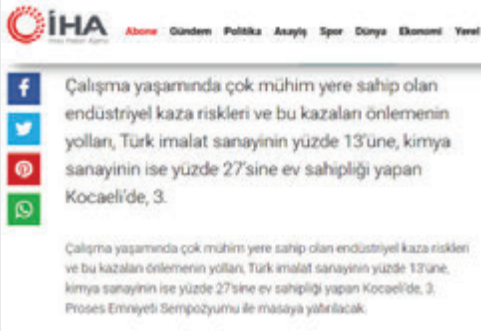 İHA
Abone Gündem Politika Asayiş Spor Dünya Ekonomi Yerel
Çalışma yaşamında çok mühim yere sahip olan
endüstriyel kaza riskleri ve bu kazaları önlemenin
yolları, Türk imalat sanayinin yüzde 13'üne, kimya
sanayinin ise yüzde 27'sine ev sahipliği yapan
Kocaeli'de, 3.
Çalışma yaşamında çok mühim yere sahip olan endüstriyel kaza riskleri
ve bu kazaları önlemenin yolları, Türk imalat sanayinin yüzde 13'üne,
kimya sanayinin ise yüzde 27'sine ev sahipliği yapan Kocaeli'de, 3.
Proses Emniyeti Sempozyumu ile masaya yatırılacak.